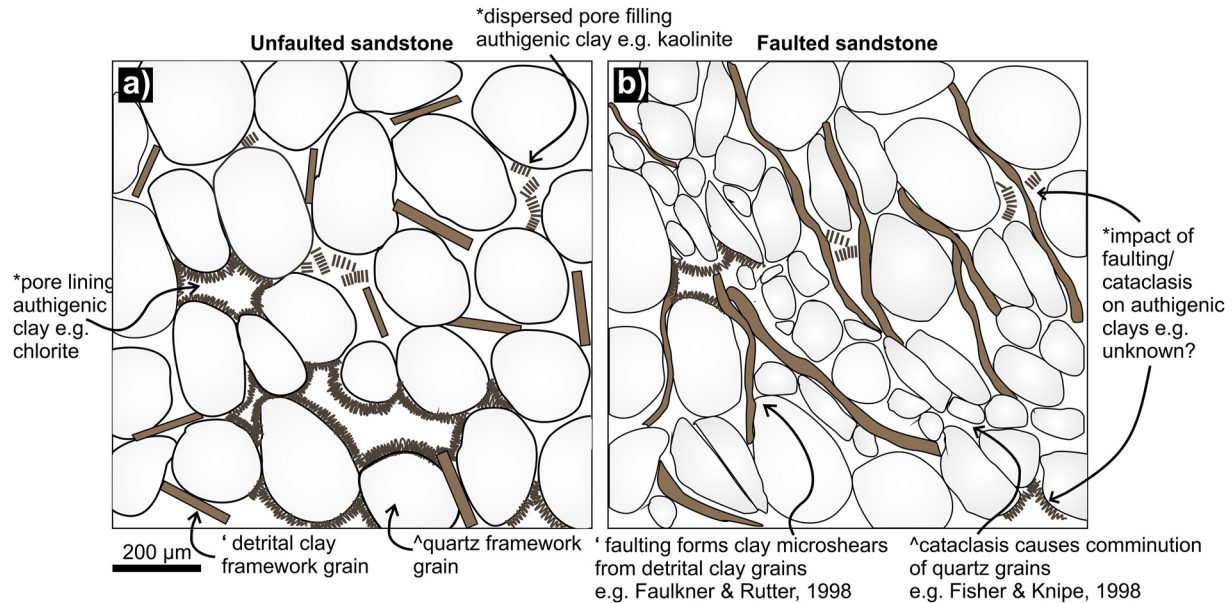 *dispersed pore filling
authigenic clay e.g. kaolinite
Unfaulted sandstone
Faulted sandstone
a)
b)
*pore lining
authigenic
clay e.g.
chlorite
*impact of
faulting/
cataclasis
on authigenic
clays e.g.
unknown?
200 µm
‘ detrital clay
framework grain
^quartz framework
grain
‘ faulting forms clay microshears
from detrital clay grains
e.g. Faulkner & Rutter, 1998
^cataclasis causes comminution
of quartz grains
e.g. Fisher & Knipe, 1998